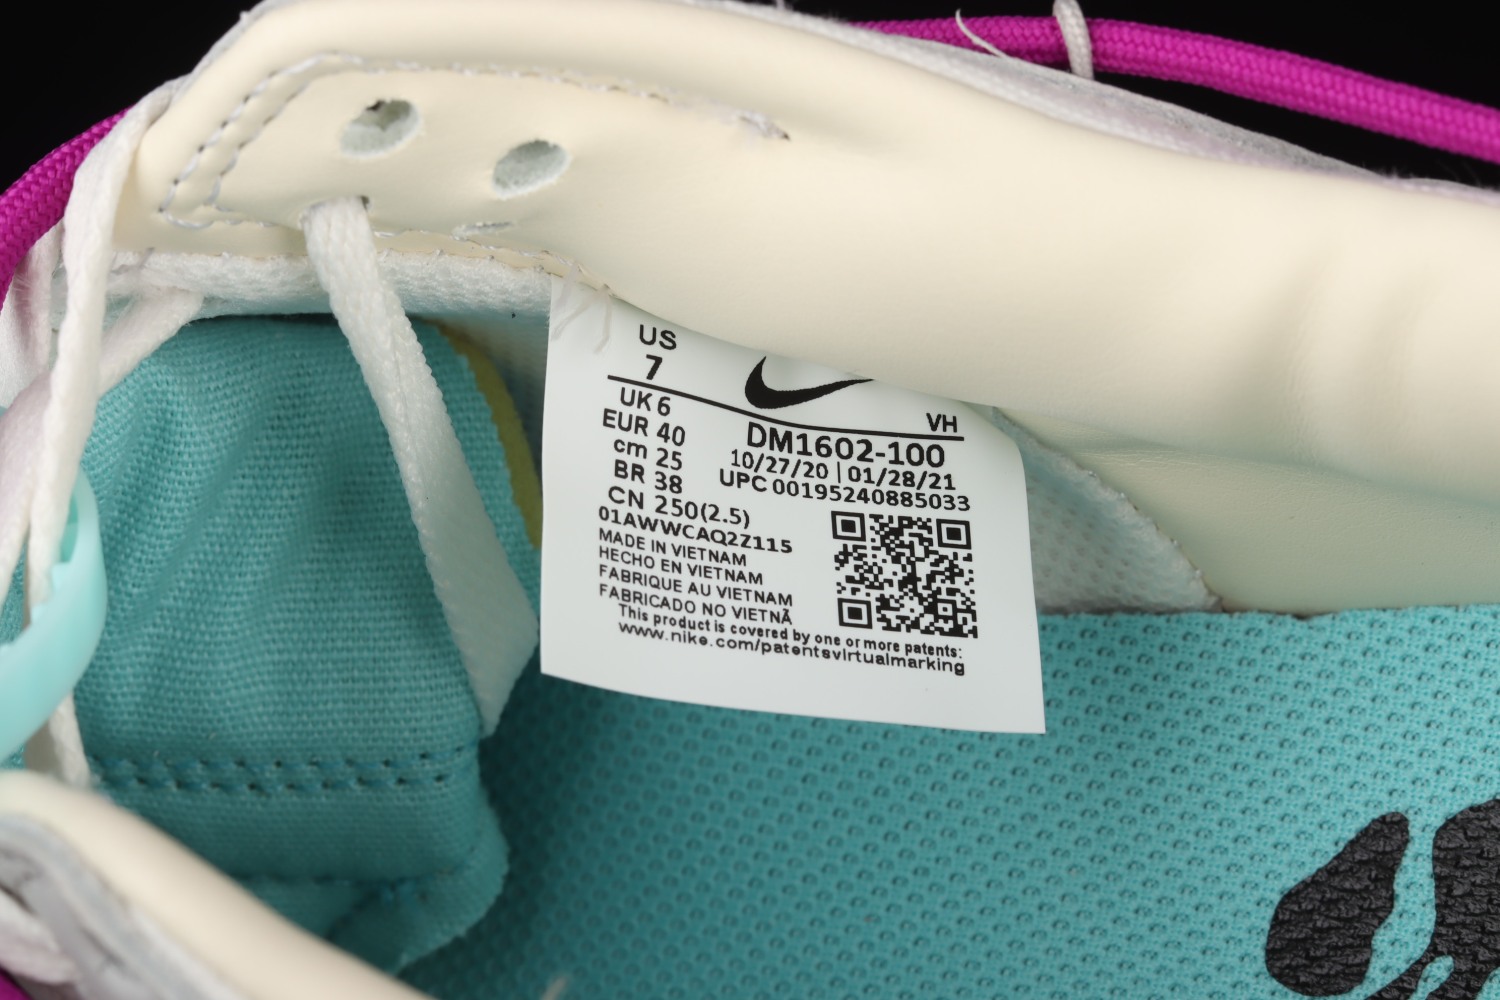 US
7
VH
UK 6
EUR 40
cm 25
BR 38
CN 250(2.5)
DM1602-100
10/27/20 | 01/28/21
UPC 00195240885033
01AWWCAQ2Z115
MADE IN VIETNAM
HECHO EN VIETNAM
FABRIQUE AU VIETNAM
FABRICADO NO VIETNÃ
This product is covered by one or more patents:
www.nike.com/patentsvirtualmarking